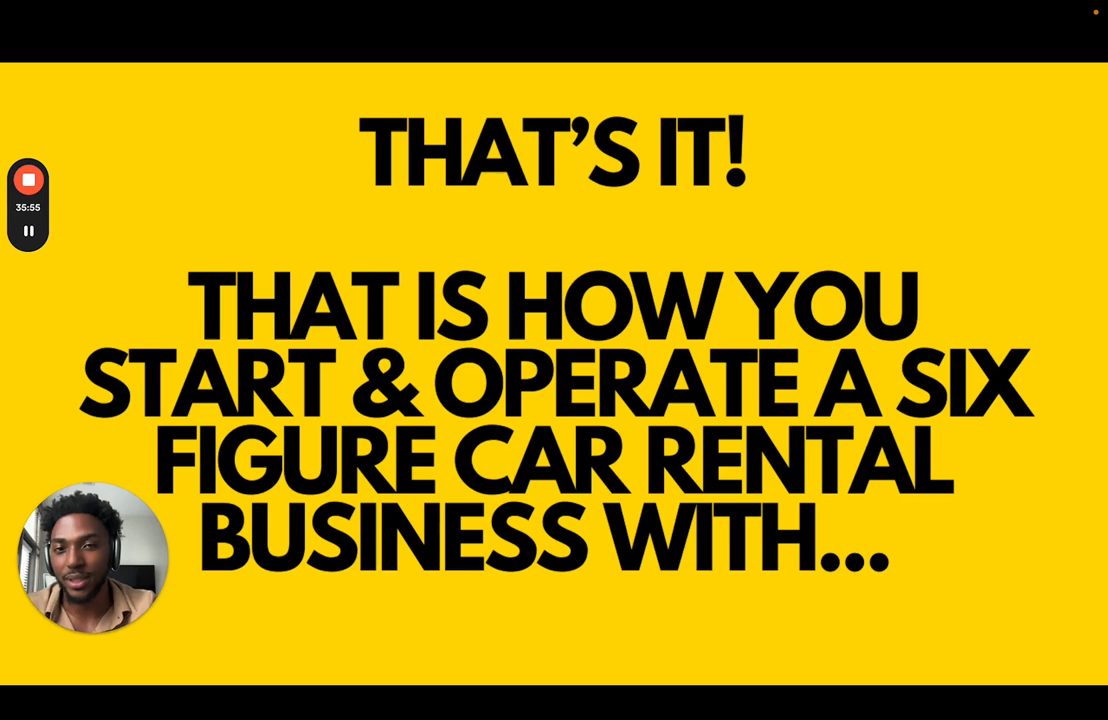 THAT’S IT!
THAT IS HOW YOU
START & OPERATE A SIX
FIGURE CAR RENTAL
BUSINESS WITH...
35:55